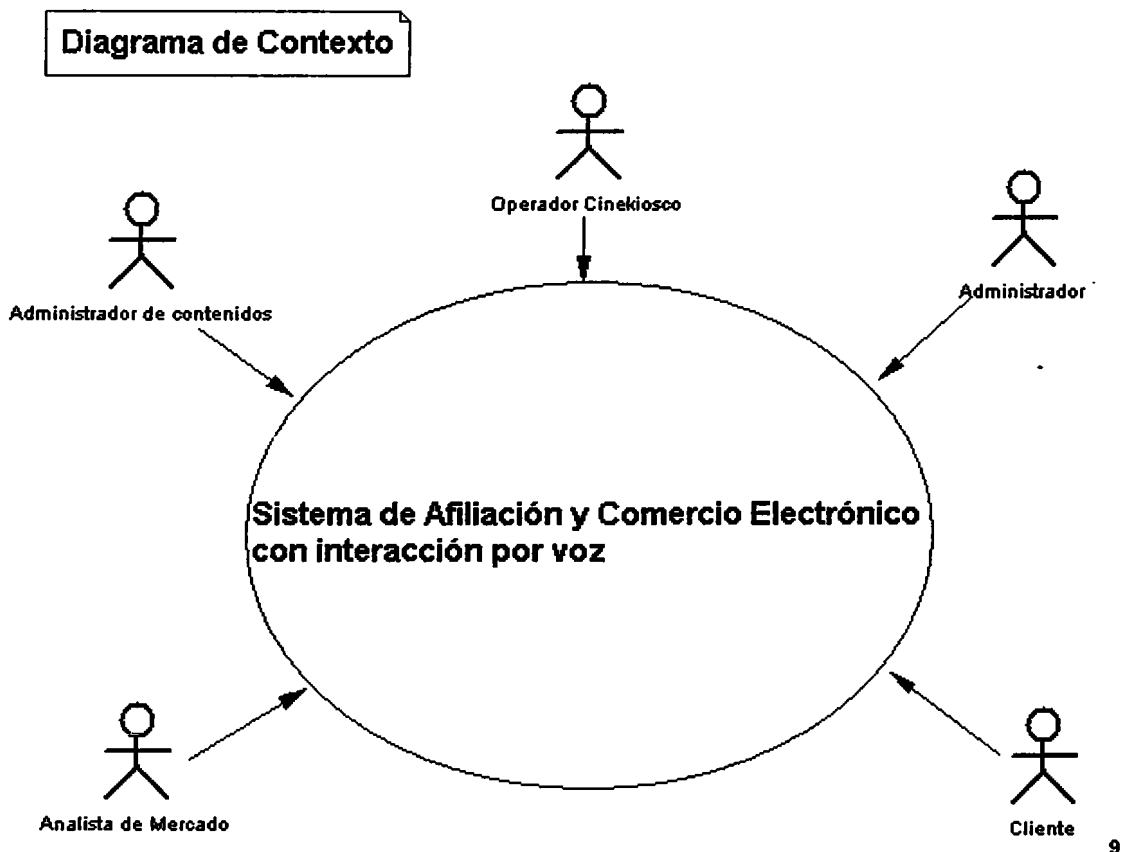 Diagrama de Contexto
Operador Cinekiosco
Administrador de contenidos
Administrador
Sistema de Afiliación y Comercio Electrónico
con interacción por voz
Analista de Mercado
Cliente
9